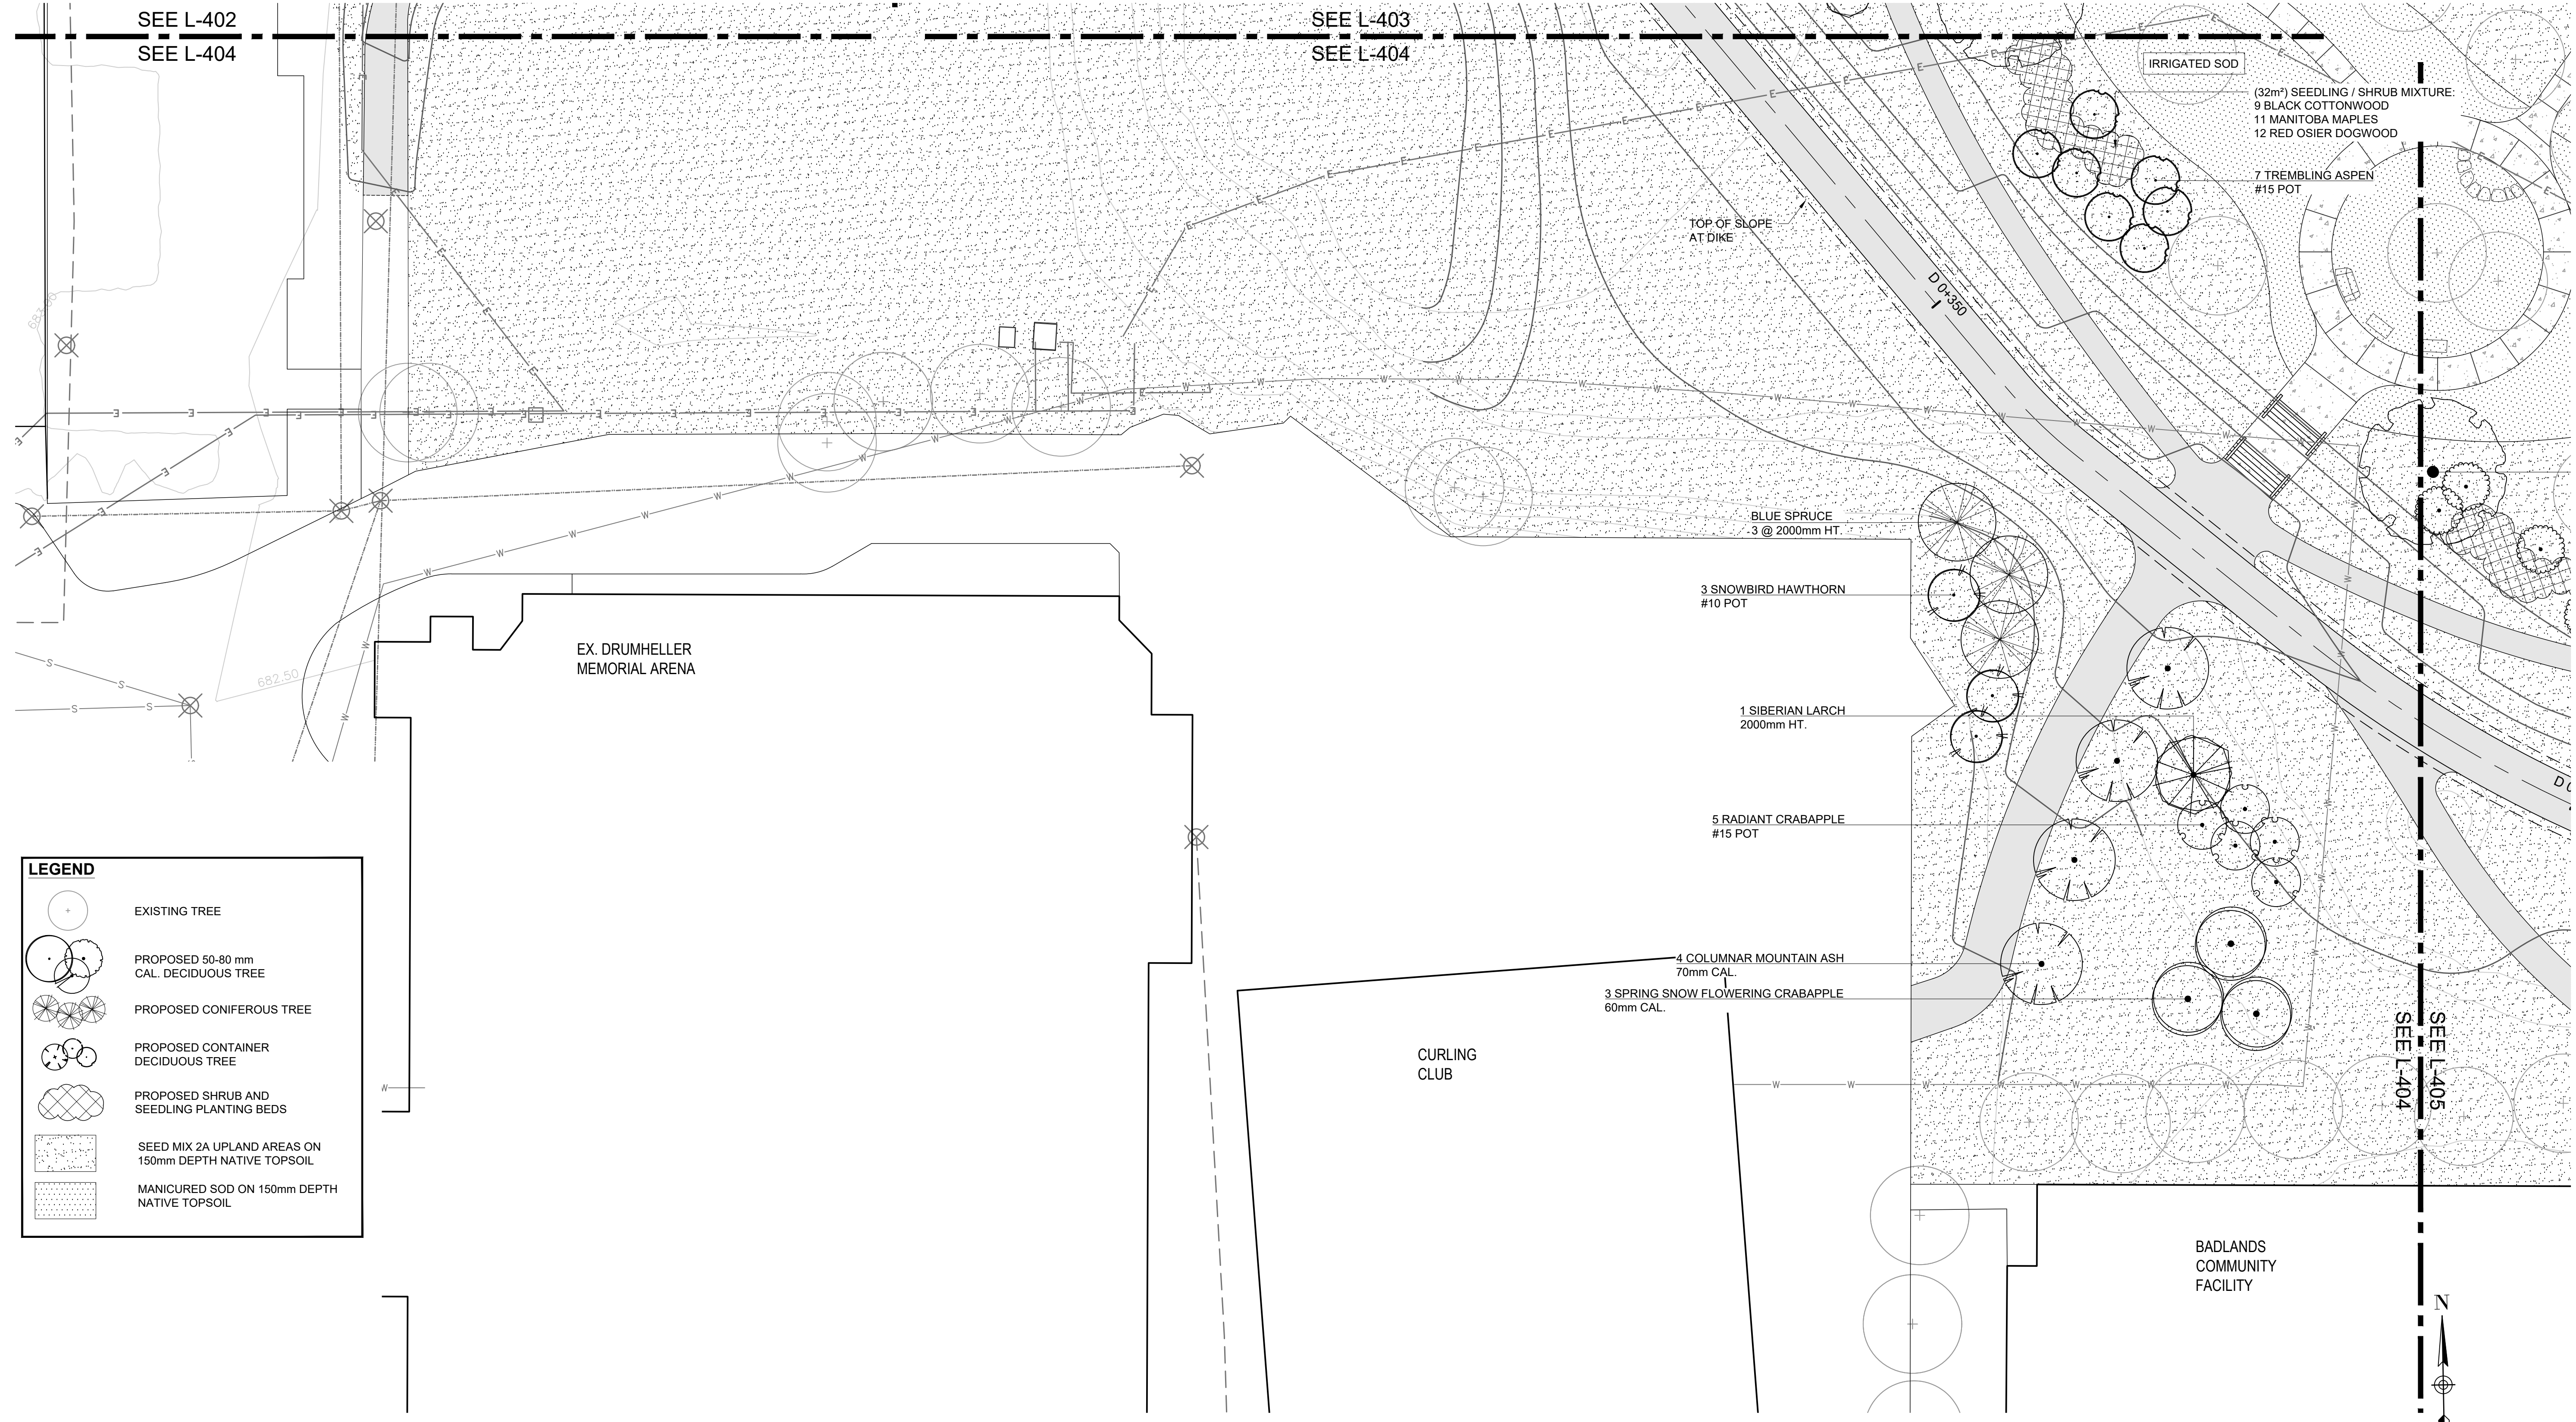 SEE L-402
SEE L-404
SEE L-403
SEE L-404
IRRIGATED SOD
(32m²) SEEDLING / SHRUB MIXTURE:
9 BLACK COTTONWOOD
11 MANITOBA MAPLES
12 RED OSIER DOGWOOD
7 TREMBLING ASPEN
#15 POT
TOP OF SLOPE
AT DIKE
D 0+350
683.00
BLUE SPRUCE
3 @ 2000mm HT.
3 SNOWBIRD HAWTHORN
#10 POT
EX. DRUMHELLER
MEMORIAL ARENA
682.50
1 SIBERIAN LARCH
2000mm HT.
5 RADIANT CRABAPPLE
#15 POT
4 COLUMNAR MOUNTAIN ASH
70mm CAL.
3 SPRING SNOW FLOWERING CRABAPPLE
60mm CAL.
CURLING
CLUB
SEE L-405
SEE L-404
BADLANDS
COMMUNITY
FACILITY
N
LEGEND
EXISTING TREE
PROPOSED 50-80 mm
CAL. DECIDUOUS TREE
PROPOSED CONIFEROUS TREE
PROPOSED CONTAINER
DECIDUOUS TREE
PROPOSED SHRUB AND
SEEDLING PLANTING BEDS
SEED MIX 2A UPLAND AREAS ON
150mm DEPTH NATIVE TOPSOIL
MANICURED SOD ON 150mm DEPTH
NATIVE TOPSOIL